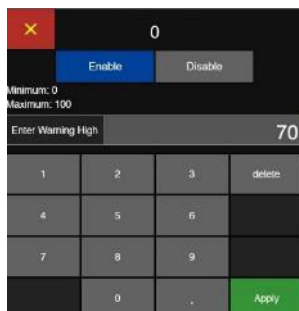 × 0
Enable Disable
Minimum: 0
Maximum: 100
Enter Warning High 70
1 2 3 delete
4 5 6
7 8 9
0 . Apply